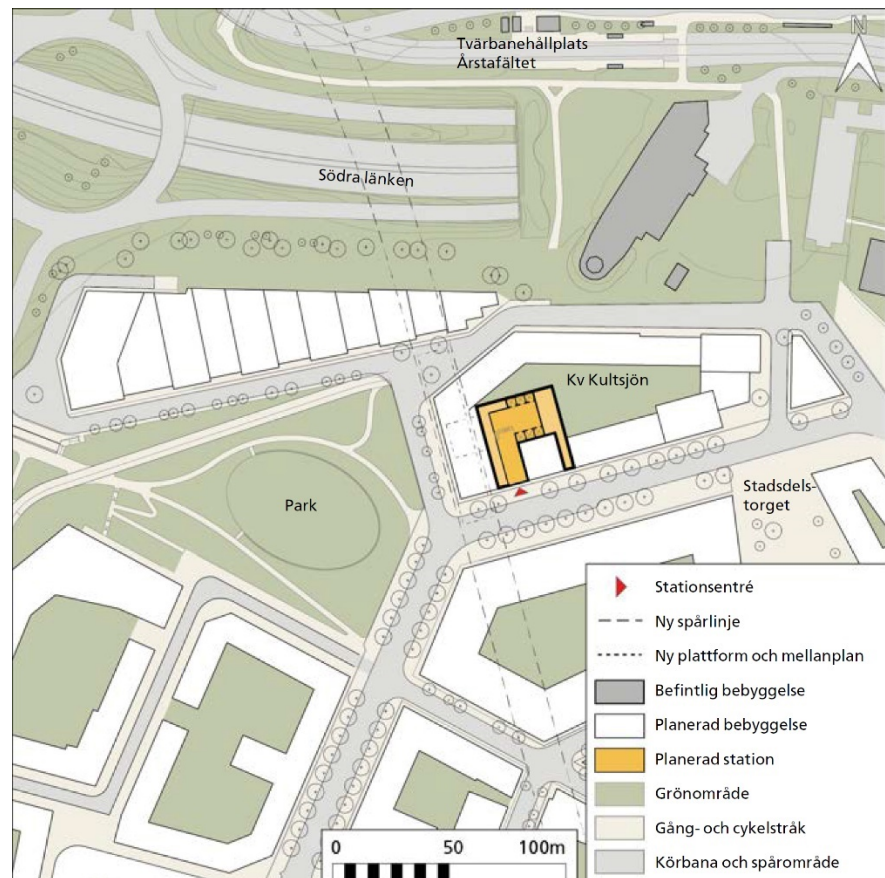 Tvärbanehållplats
Årstafältet
N
Södra länken
Kv Kultsjön
Park
Stadsdels-
torget
Stationsentré
Ny spårlinje
Ny plattform och mellanplan
Befintlig bebyggelse
Planerad bebyggelse
Planerad station
Grönområde
Gång- och cykelstråk
Körbana och spårområde
0 50 100m